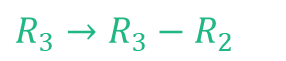 R₃ → R₃ − R₂